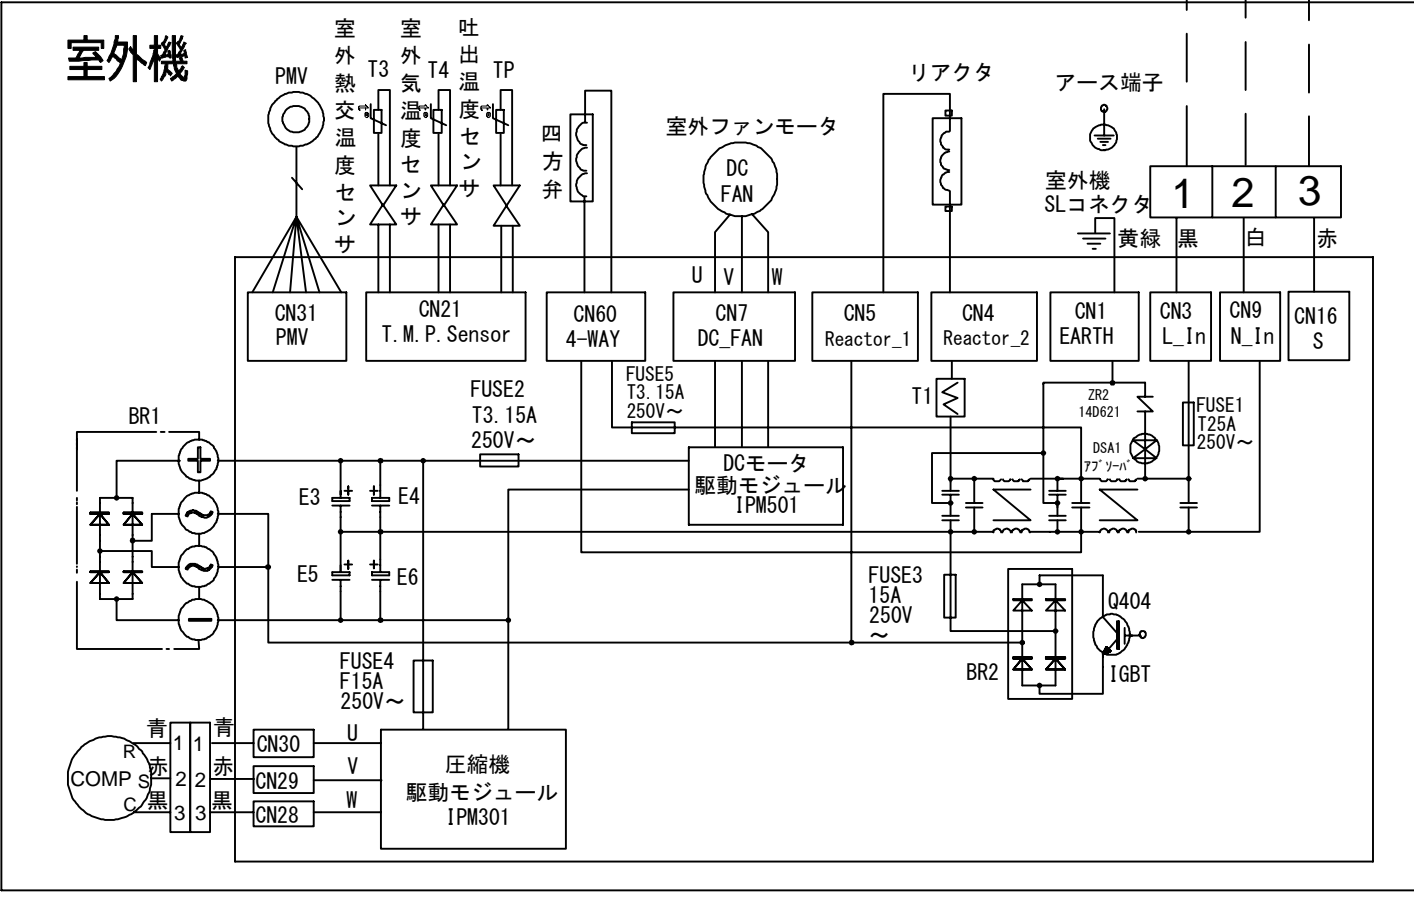 室外機
PMV
室外熱交温度センサ
T3
室外気温度センサ
T4
吐出温度センサ
TP
四方弁
室外ファンモータ
DC
FAN
リアクタ
アース端子
室外機
SLコネクタ
1
2
3
黄緑
黒
白
赤
U
V
W
CN31
PMV
CN21
T.M.P.Sensor
CN60
4-WAY
CN7
DC_FAN
CN5
Reactor_1
CN4
Reactor_2
CN1
EARTH
CN3
L_In
CN9
N_In
CN16
S
BR1
FUSE2
T3.15A
250V～
FUSE5
T3.15A
250V～
T1
ZR2
14D621
FUSE1
T25A
250V～
DSA1
アブソーバ
DCモータ
駆動モジュール
IPM501
E3
E4
E5
E6
FUSE3
15A
250V
～
Q404
IGBT
BR2
FUSE4
F15A
250V～
COMP
R
S
C
青
赤
黒
1
2
3
1
2
3
青
赤
黒
CN30
CN29
CN28
U
V
W
圧縮機
駆動モジュール
IPM301